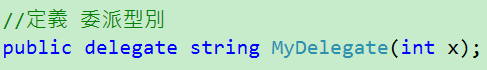 //定義 委派型別
public delegate string MyDelegate(int x);